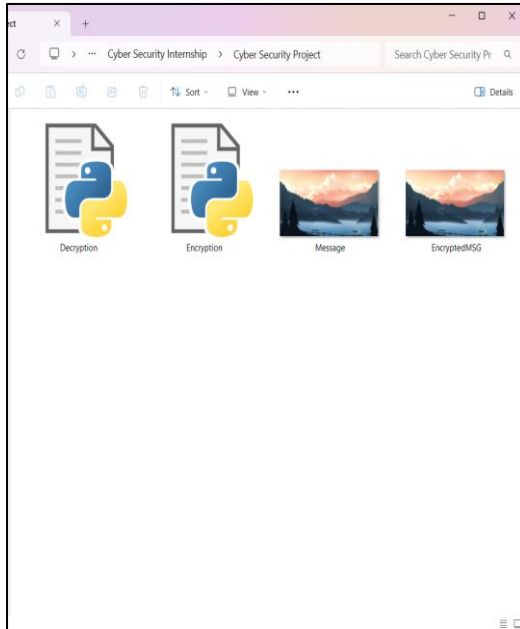 ect
Cyber Security Internship > Cyber Security Project
Search Cyber Security Pr
Sort
View
Details
Decryption
Encryption
Message
EncryptedMSG